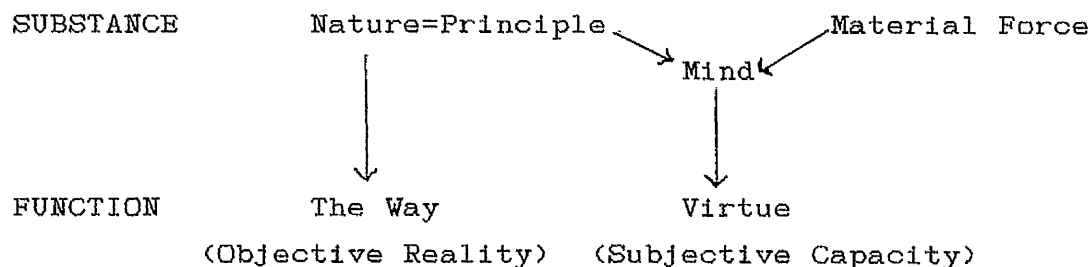 SUBSTANCE Nature=Principle Material Force
Mind
FUNCTION The Way Virtue
(Objective Reality) (Subjective Capacity)